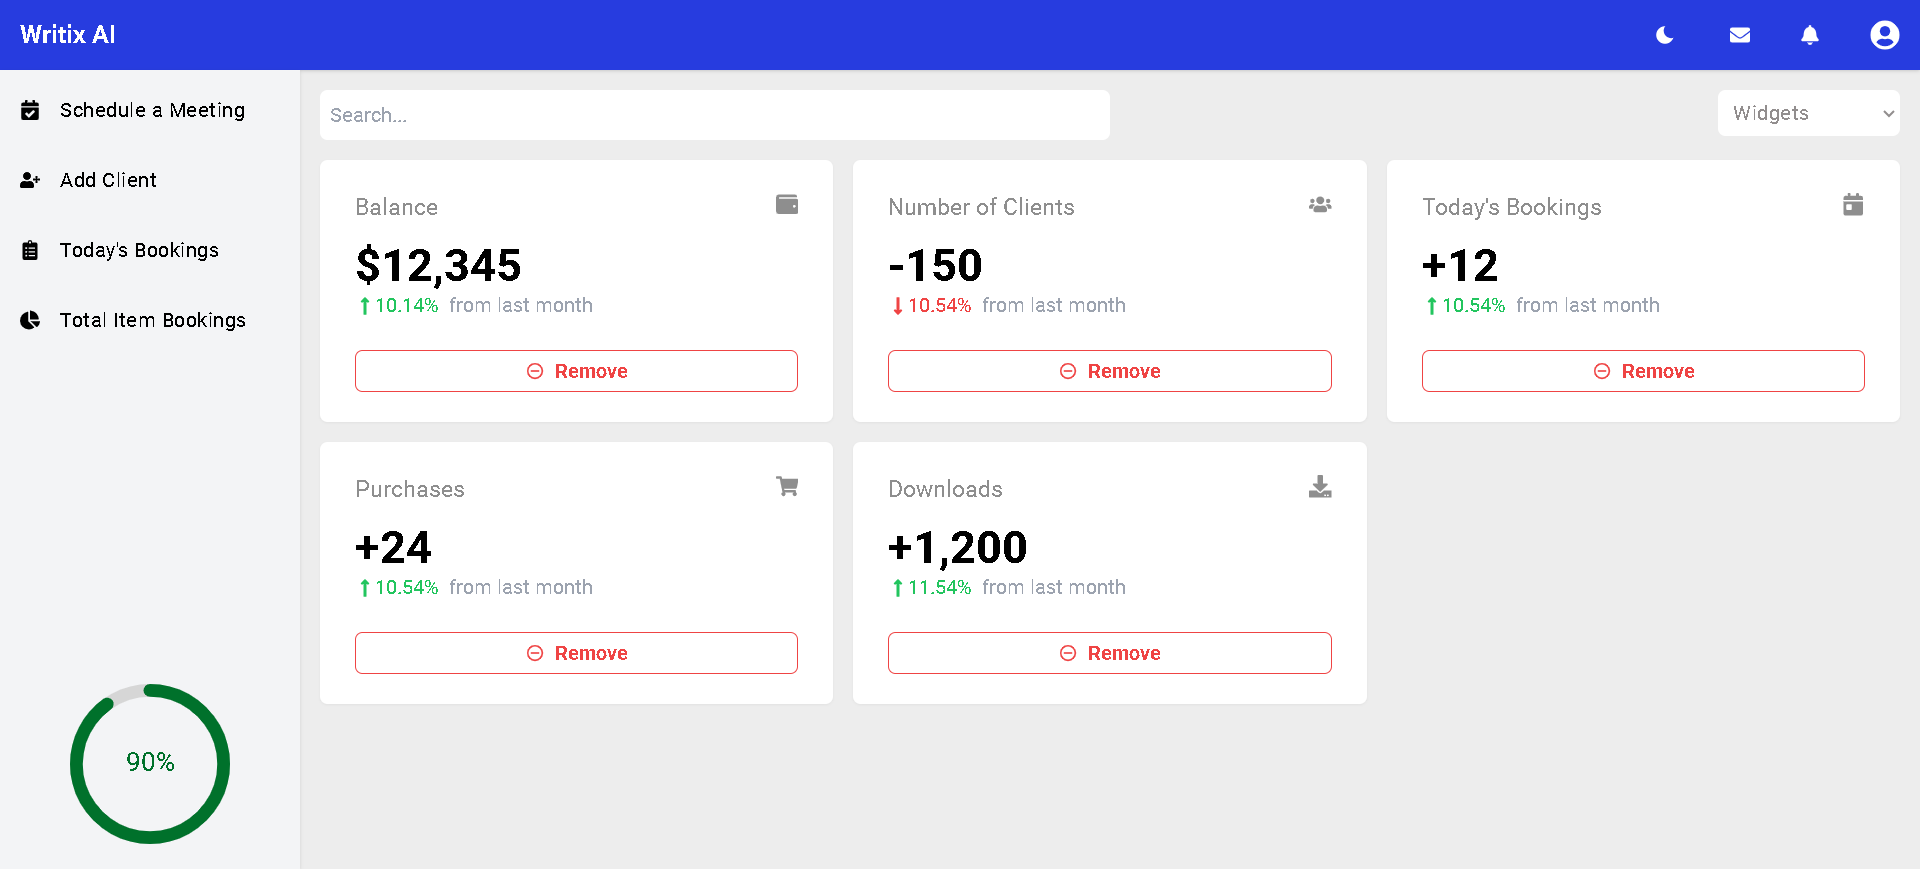 Writix AI
Schedule a Meeting
Add Client
Today's Bookings
Total Item Bookings
90%
Search...
Widgets
Balance
$12,345
10.14% from last month
Remove
Number of Clients
-150
10.54% from last month
Remove
Today's Bookings
+12
10.54% from last month
Remove
Purchases
+24
10.54% from last month
Remove
Downloads
+1,200
11.54% from last month
Remove